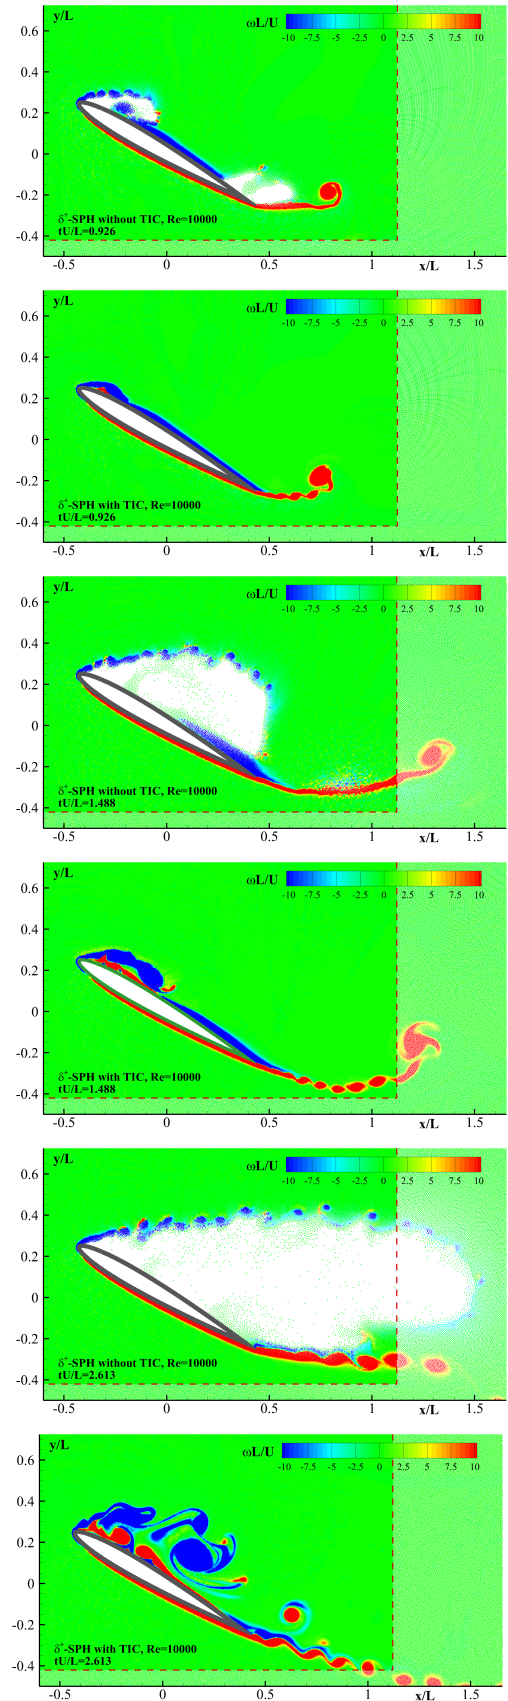 y/L
ωL/U
-10 -7.5 -5 -2.5 0 2.5 5 7.5 10
0.6
0.4
0.2
0
-0.2
-0.4
δ⁺-SPH without TIC, Re=10000
tU/L=0.926
-0.5 0 0.5 1 x/L 1.5
y/L
ωL/U
-10 -7.5 -5 -2.5 0 2.5 5 7.5 10
0.6
0.4
0.2
0
-0.2
-0.4
δ⁺-SPH with TIC, Re=10000
tU/L=0.926
-0.5 0 0.5 1 x/L 1.5
y/L
ωL/U
-10 -7.5 -5 -2.5 0 2.5 5 7.5 10
0.6
0.4
0.2
0
-0.2
-0.4
δ⁺-SPH without TIC, Re=10000
tU/L=1.488
-0.5 0 0.5 1 x/L 1.5
y/L
ωL/U
-10 -7.5 -5 -2.5 0 2.5 5 7.5 10
0.6
0.4
0.2
0
-0.2
-0.4
δ⁺-SPH with TIC, Re=10000
tU/L=1.488
-0.5 0 0.5 1 x/L 1.5
y/L
ωL/U
-10 -7.5 -5 -2.5 0 2.5 5 7.5 10
0.6
0.4
0.2
0
-0.2
-0.4
δ⁺-SPH without TIC, Re=10000
tU/L=2.613
-0.5 0 0.5 1 x/L 1.5
y/L
ωL/U
-10 -7.5 -5 -2.5 0 2.5 5 7.5 10
0.6
0.4
0.2
0
-0.2
-0.4
δ⁺-SPH with TIC, Re=10000
tU/L=2.613
-0.5 0 0.5 1 x/L 1.5